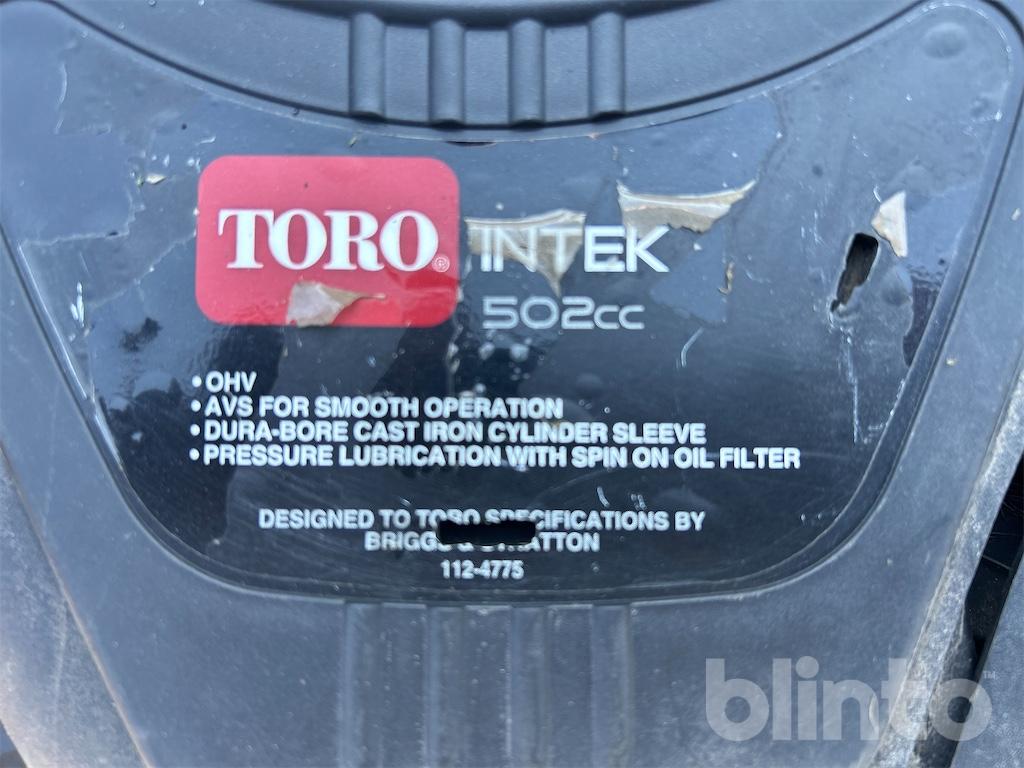 TORO® INTEK
502cc
• OHV
• AVS FOR SMOOTH OPERATION
• DURA-BORE CAST IRON CYLINDER SLEEVE
• PRESSURE LUBRICATION WITH SPIN ON OIL FILTER
DESIGNED TO TORO SPECIFICATIONS BY
BRIGGS & STRATTON
112-4775
blinto™